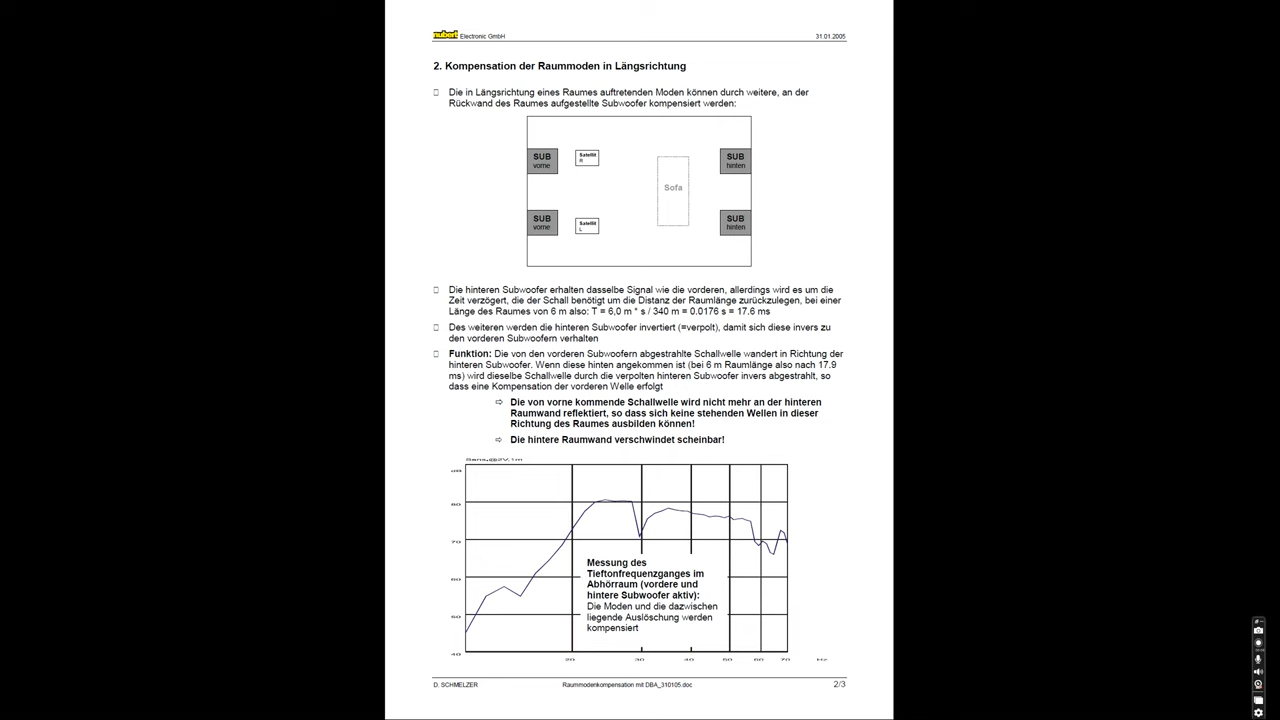 nubert Electronic GmbH 31.01.2005
2. Kompensation der Raummoden in Längsrichtung
Die in Längsrichtung eines Raumes auftretenden Moden können durch weitere, an der
Rückwand des Raumes aufgestellte Subwoofer kompensiert werden:
SUB
vorne
Satellit
R
SUB
hinten
Sofa
SUB
vorne
Satellit
L
SUB
hinten
Die hinteren Subwoofer erhalten dasselbe Signal wie die vorderen, allerdings wird es um die
Zeit verzögert, die der Schall benötigt um die Distanz der Raumlänge zurückzulegen, bei einer
Länge des Raumes von 6 m also: T = 6,0 m * s / 340 m = 0.0176 s = 17.6 ms
Des weiteren werden die hinteren Subwoofer invertiert (=verpolt), damit sich diese invers zu
den vorderen Subwoofern verhalten
Funktion: Die von den vorderen Subwoofern abgestrahlte Schallwelle wandert in Richtung der
hinteren Subwoofer. Wenn diese hinten angekommen ist (bei 6 m Raumlänge also nach 17.9
ms) wird dieselbe Schallwelle durch die verpolten hinteren Subwoofer invers abgestrahlt, so
dass eine Kompensation der vorderen Welle erfolgt
⇨ Die von vorne kommende Schallwelle wird nicht mehr an der hinteren
Raumwand reflektiert, so dass sich keine stehenden Wellen in dieser
Richtung des Raumes ausbilden können!
⇨ Die hintere Raumwand verschwindet scheinbar!
dB
80
70
60
50
40
Messung des
Tieftonfrequenzganges im
Abhörraum (vordere und
hintere Subwoofer aktiv):
Die Moden und die dazwischen
liegende Auslöschung werden
kompensiert
20 30 40 50 60 70 Hz
D. SCHMELZER Raummodenkompensation mit DBA_310105.doc 2/3